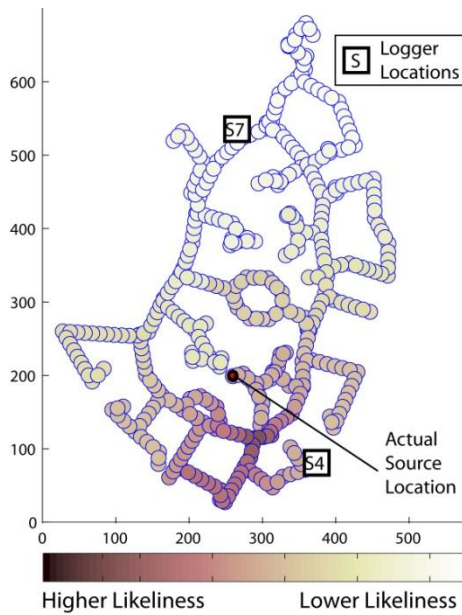 600
500
400
300
200
100
0
S Logger
Locations
S7
S4
Actual
Source
Location
0 100 200 300 400 500
Higher Likeliness Lower Likeliness